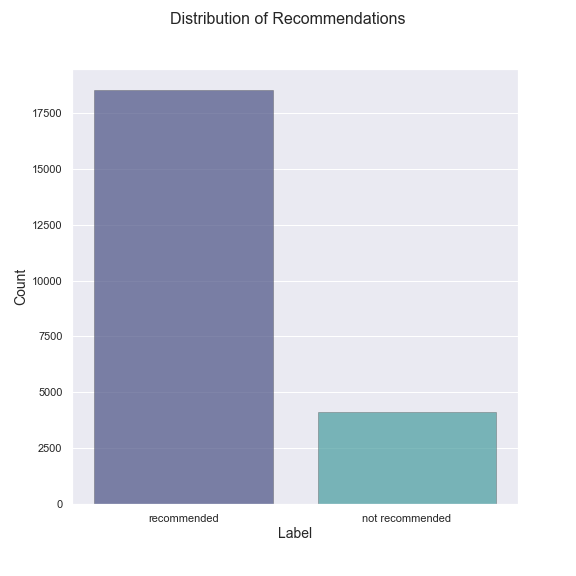 Distribution of Recommendations
17500
15000
12500
10000
7500
5000
2500
0
Count
recommended
not recommended
Label